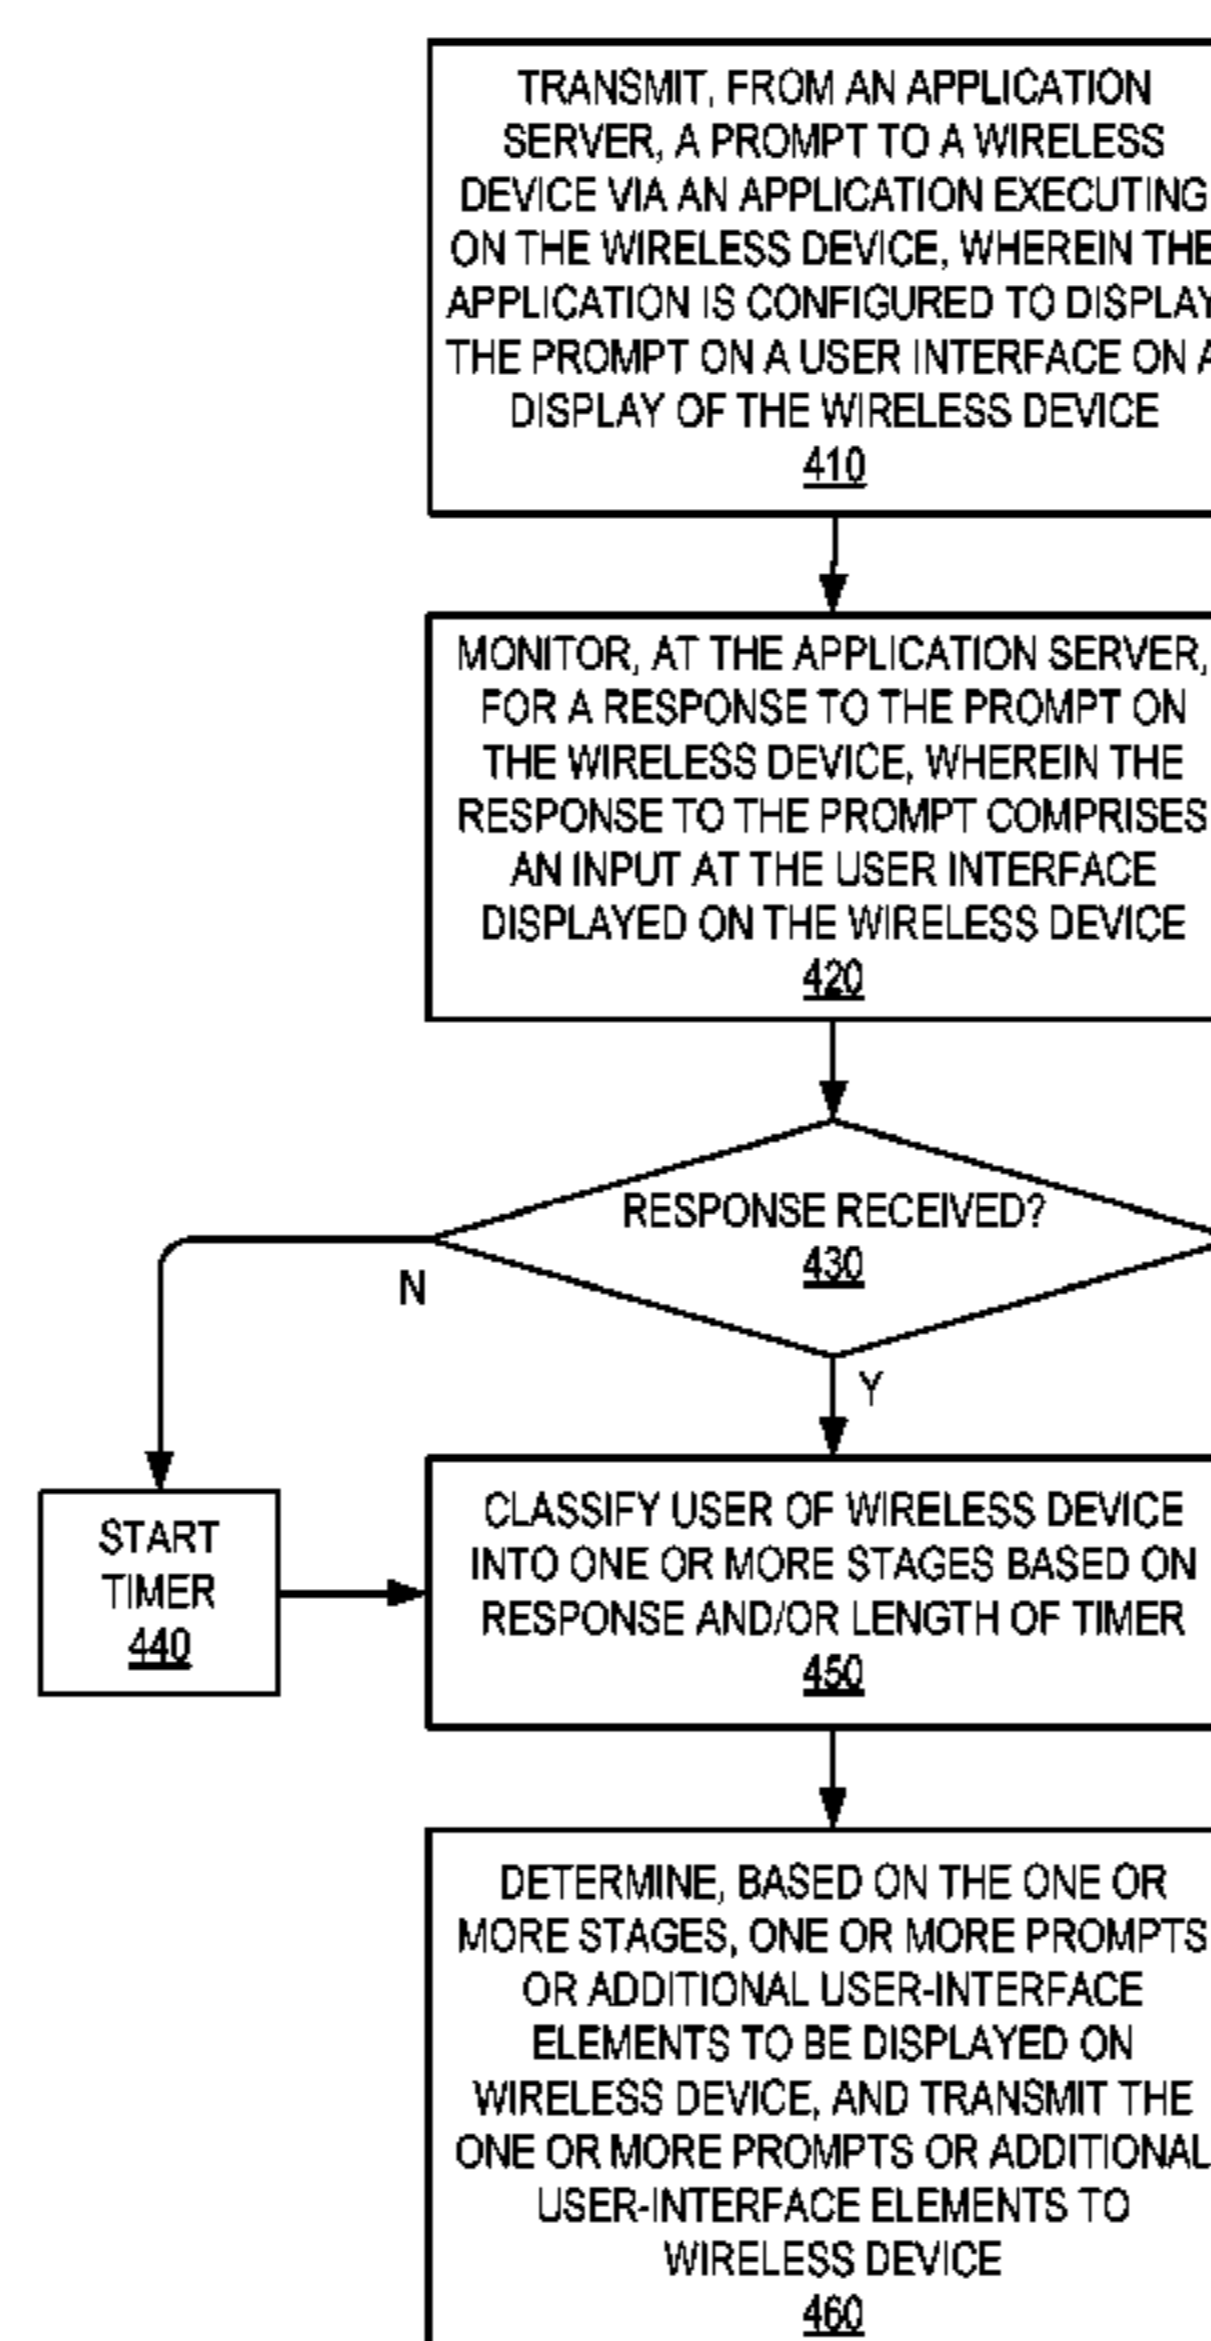 TRANSMIT, FROM AN APPLICATION
SERVER, A PROMPT TO A WIRELESS
DEVICE VIA AN APPLICATION EXECUTING
ON THE WIRELESS DEVICE, WHEREIN THE
APPLICATION IS CONFIGURED TO DISPLAY
THE PROMPT ON A USER INTERFACE ON A
DISPLAY OF THE WIRELESS DEVICE
410
MONITOR, AT THE APPLICATION SERVER,
FOR A RESPONSE TO THE PROMPT ON
THE WIRELESS DEVICE, WHEREIN THE
RESPONSE TO THE PROMPT COMPRISES
AN INPUT AT THE USER INTERFACE
DISPLAYED ON THE WIRELESS DEVICE
420
RESPONSE RECEIVED?
430
N
Y
START
TIMER
440
CLASSIFY USER OF WIRELESS DEVICE
INTO ONE OR MORE STAGES BASED ON
RESPONSE AND/OR LENGTH OF TIMER
450
DETERMINE, BASED ON THE ONE OR
MORE STAGES, ONE OR MORE PROMPTS
OR ADDITIONAL USER-INTERFACE
ELEMENTS TO BE DISPLAYED ON
WIRELESS DEVICE, AND TRANSMIT THE
ONE OR MORE PROMPTS OR ADDITIONAL
USER-INTERFACE ELEMENTS TO
WIRELESS DEVICE
460